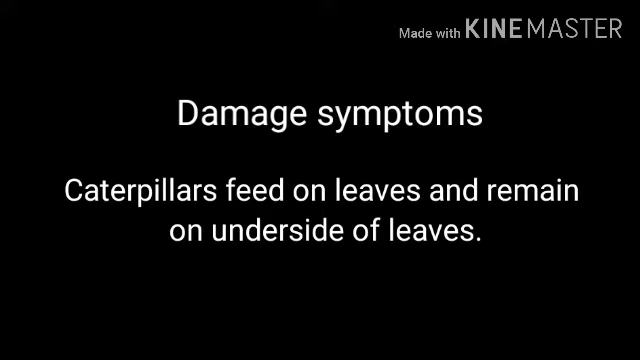 Made with KINEMASTER
Damage symptoms
Caterpillars feed on leaves and remain
on underside of leaves.